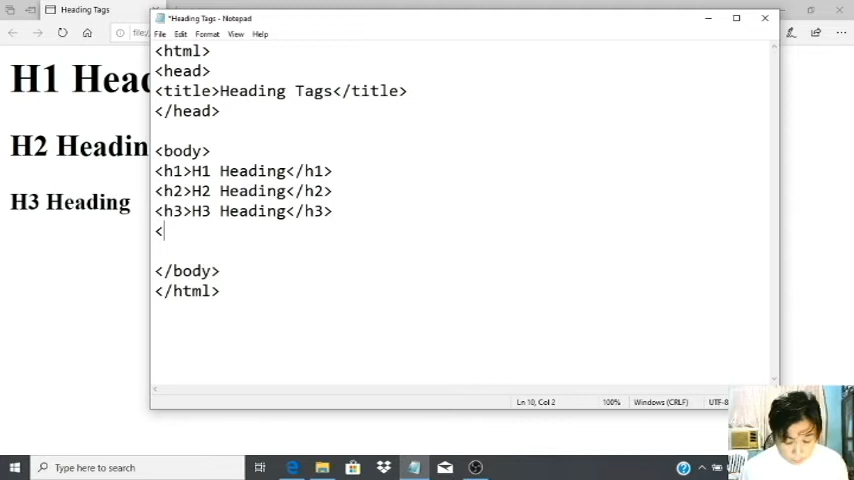 Heading Tags
*Heading Tags - Notepad
File Edit Format View Help
file:/
H1 Head
H2 Headin
H3 Heading
<html>
<head>
<title>Heading Tags</title>
</head>
<body>
<h1>H1 Heading</h1>
<h2>H2 Heading</h2>
<h3>H3 Heading</h3>
<
</body>
</html>
Ln 10, Col 2 100% Windows (CRLF) UTF-8
Type here to search